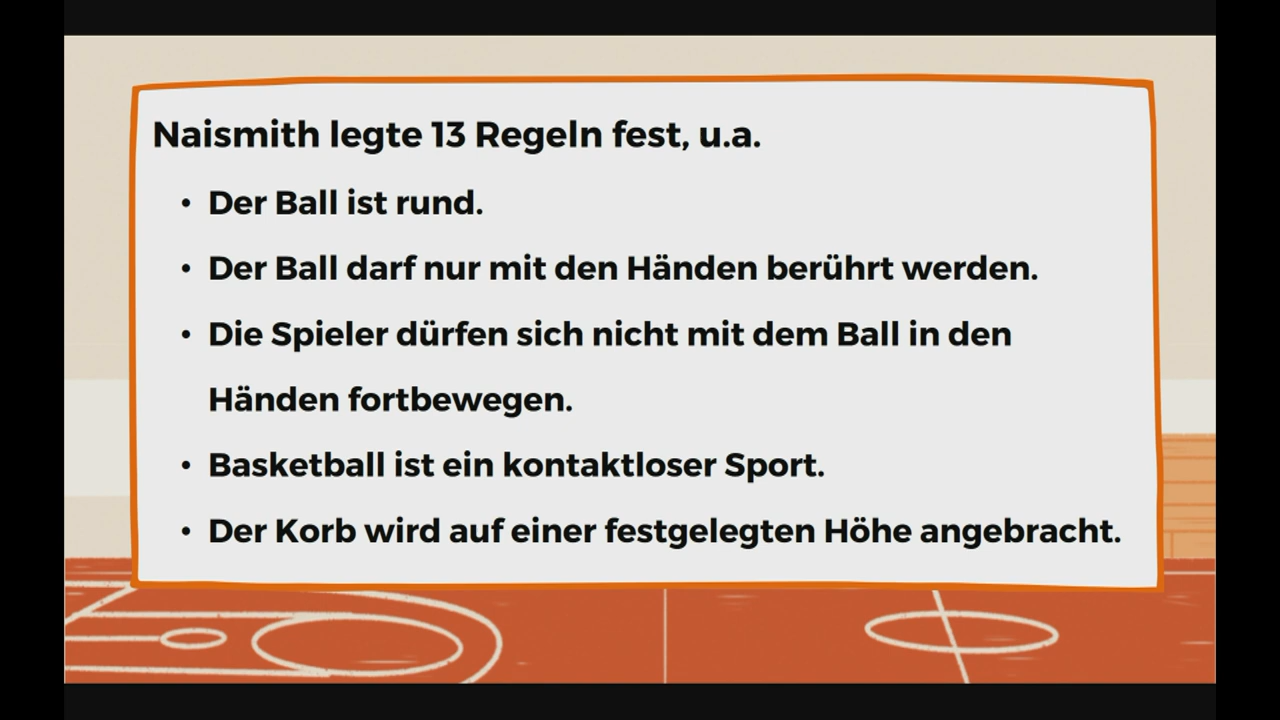 Naismith legte 13 Regeln fest, u.a.
• Der Ball ist rund.
• Der Ball darf nur mit den Händen berührt werden.
• Die Spieler dürfen sich nicht mit dem Ball in den
Händen fortbewegen.
• Basketball ist ein kontaktloser Sport.
• Der Korb wird auf einer festgelegten Höhe angebracht.